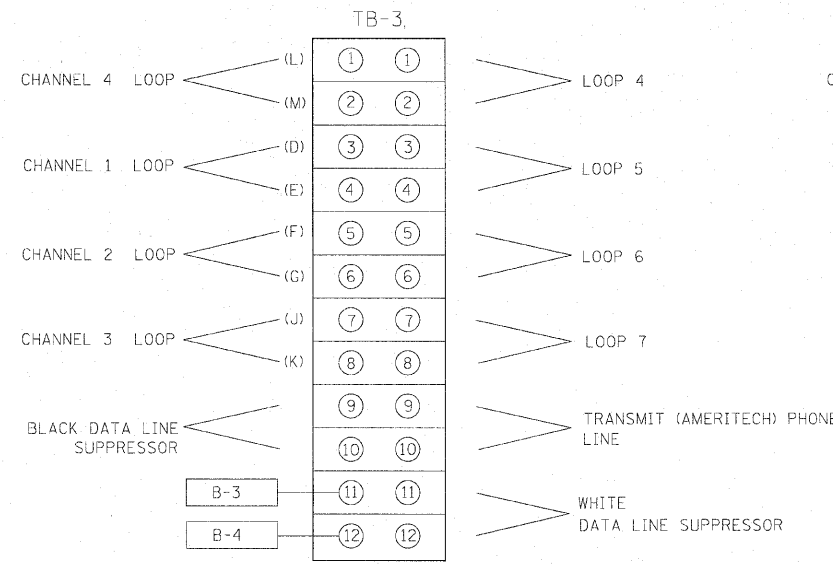 TB-3
(L) 1 1
CHANNEL 4 LOOP LOOP 4
(M) 2 2
(D) 3 3
CHANNEL 1 LOOP LOOP 5
(E) 4 4
(F) 5 5
CHANNEL 2 LOOP LOOP 6
(G) 6 6
(J) 7 7
CHANNEL 3 LOOP LOOP 7
(K) 8 8
9 9
BLACK DATA LINE
SUPPRESSOR
TRANSMIT (AMERITECH) PHONE
LINE
10 10
B-3 11 11
WHITE
DATA LINE SUPPRESSOR
B-4 12 12